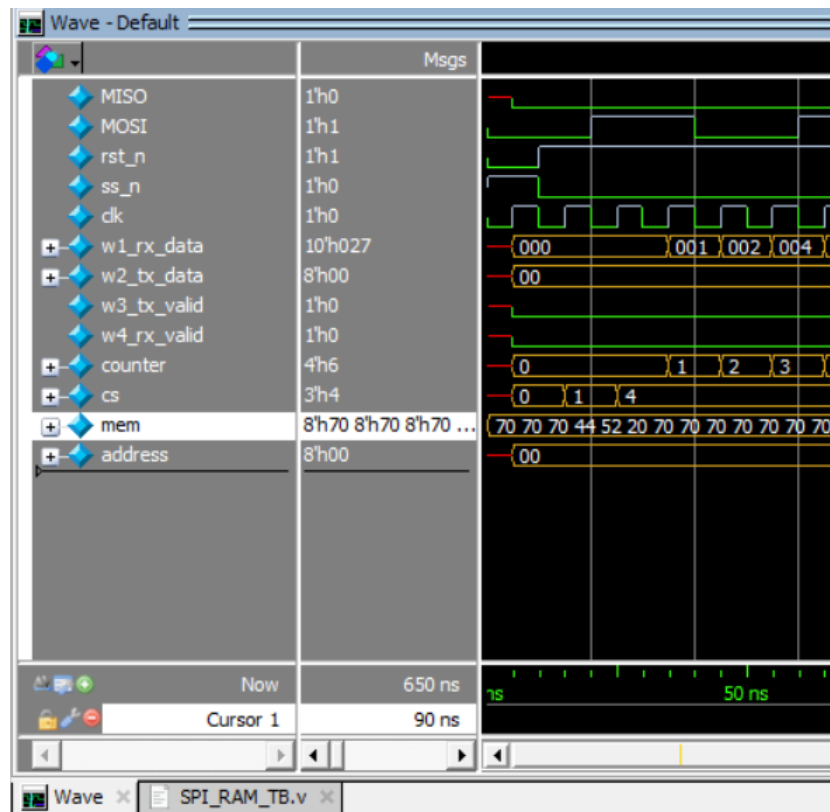 Wave - Default
Msgs
MISO 1'h0
MOSI 1'h1
rst_n 1'h1
ss_n 1'h0
clk 1'h0
w1_rx_data 10'h027 000 001 002 004
w2_tx_data 8'h00 00
w3_tx_valid 1'h0
w4_rx_valid 1'h0
counter 4'h6 0 1 2 3
cs 3'h4 0 1 4
mem 8'h70 8'h70 8'h70 ... 70 70 70 44 52 20 70 70 70 70 70 70 70
address 8'h00 00
Now 650 ns ns 50 ns
Cursor 1 90 ns
Wave SPI_RAM_TB.v